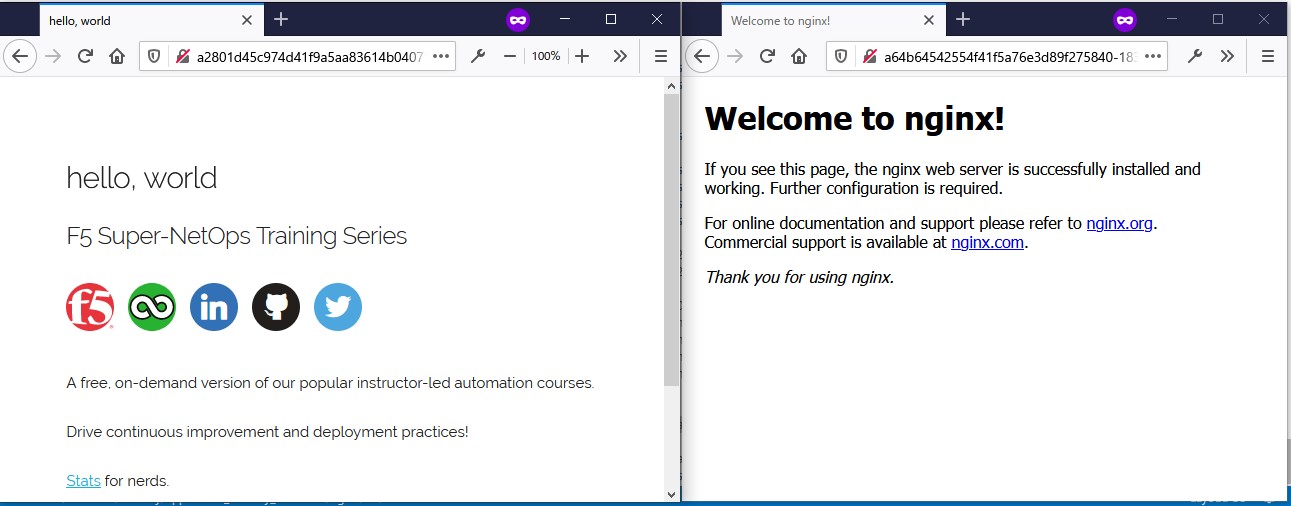 hello, world
a2801d45c974d41f9a5aa83614b0407
100%
hello, world
F5 Super-NetOps Training Series
f5
in
A free, on-demand version of our popular instructor-led automation courses.
Drive continuous improvement and deployment practices!
Stats for nerds.
Welcome to nginx!
a64b64542554f41f5a76e3d89f275840-183
Welcome to nginx!
If you see this page, the nginx web server is successfully installed and
working. Further configuration is required.
For online documentation and support please refer to nginx.org.
Commercial support is available at nginx.com.
Thank you for using nginx.